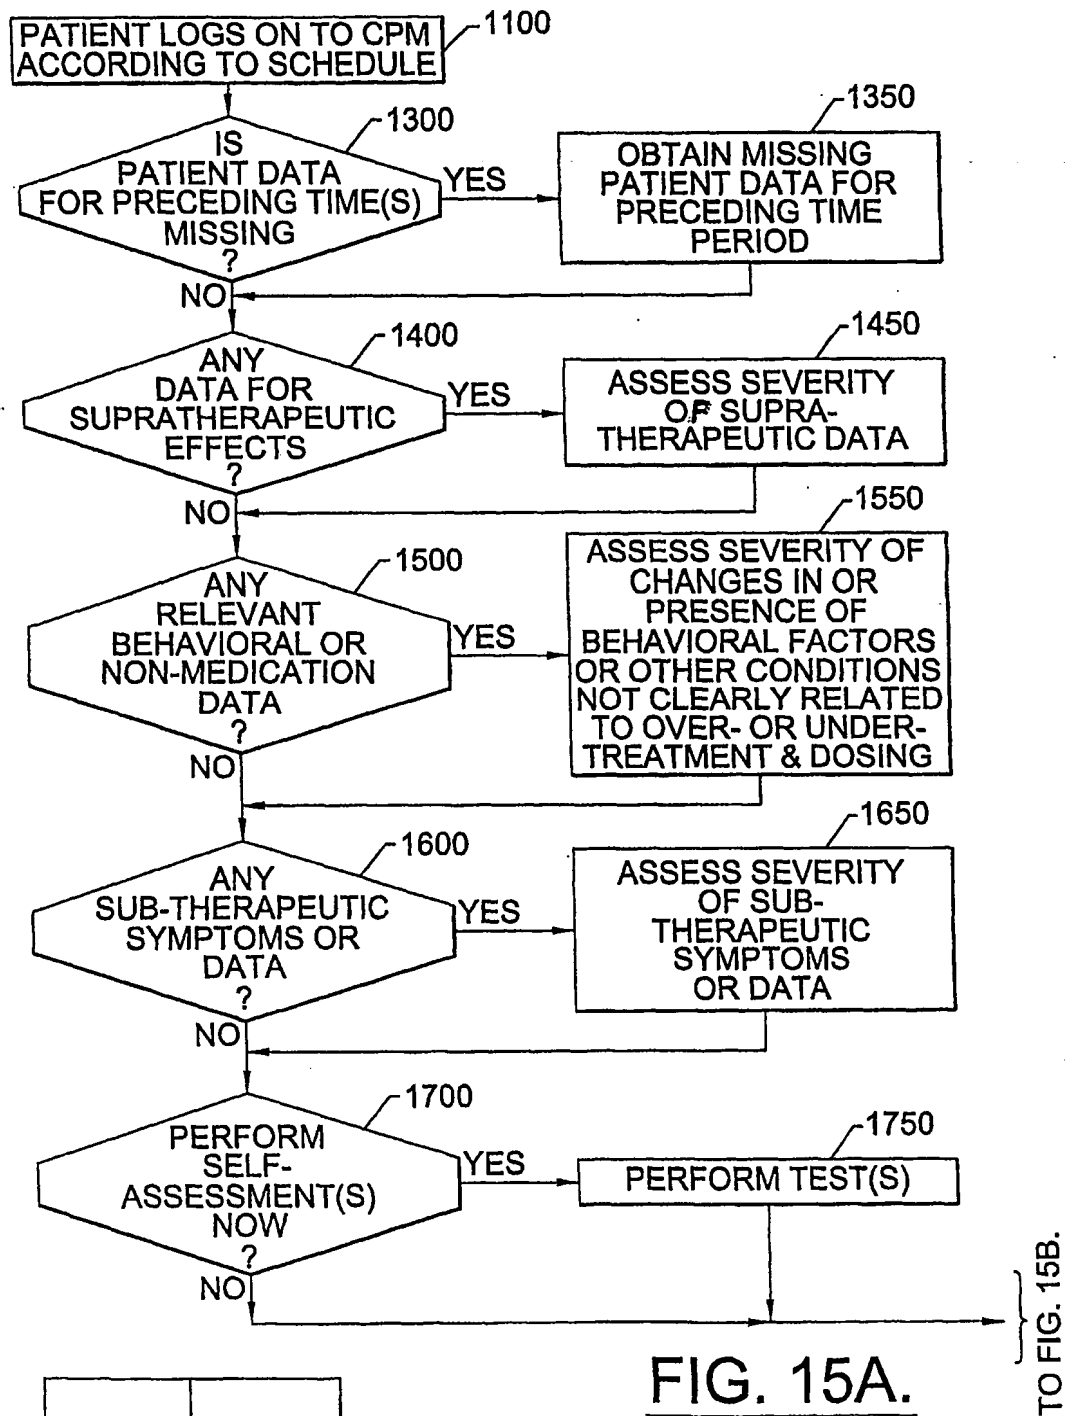 PATIENT LOGS ON TO CPM
ACCORDING TO SCHEDULE
1100
IS
PATIENT DATA
FOR PRECEDING TIME(S)
MISSING
?
1300
YES
NO
OBTAIN MISSING
PATIENT DATA FOR
PRECEDING TIME
PERIOD
1350
ANY
DATA FOR
SUPRATHERAPEUTIC
EFFECTS
?
1400
YES
NO
ASSESS SEVERITY
OF SUPRA-
THERAPEUTIC DATA
1450
ANY
RELEVANT
BEHAVIORAL OR
NON-MEDICATION
DATA
?
1500
YES
NO
ASSESS SEVERITY OF
CHANGES IN OR
PRESENCE OF
BEHAVIORAL FACTORS
OR OTHER CONDITIONS
NOT CLEARLY RELATED
TO OVER- OR UNDER-
TREATMENT & DOSING
1550
ANY
SUB-THERAPEUTIC
SYMPTOMS OR
DATA
?
1600
YES
NO
ASSESS SEVERITY
OF SUB-
THERAPEUTIC
SYMPTOMS
OR DATA
1650
PERFORM
SELF-
ASSESSMENT(S)
NOW
?
1700
YES
NO
PERFORM TEST(S)
1750
TO FIG. 15B.
FIG. 15A.